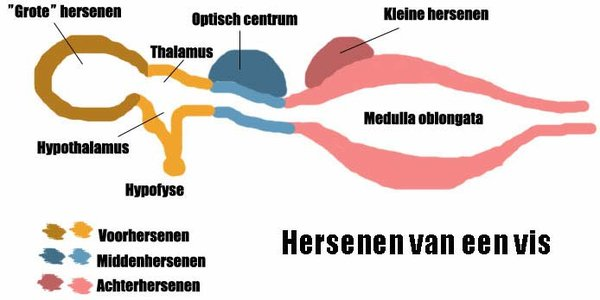 ”Grote” hersenen
Optisch centrum
Kleine hersenen
Thalamus
Medulla oblongata
Hypothalamus
Hypofyse
Voorhersenen
Middenhersenen
Achterhersenen
Hersenen van een vis